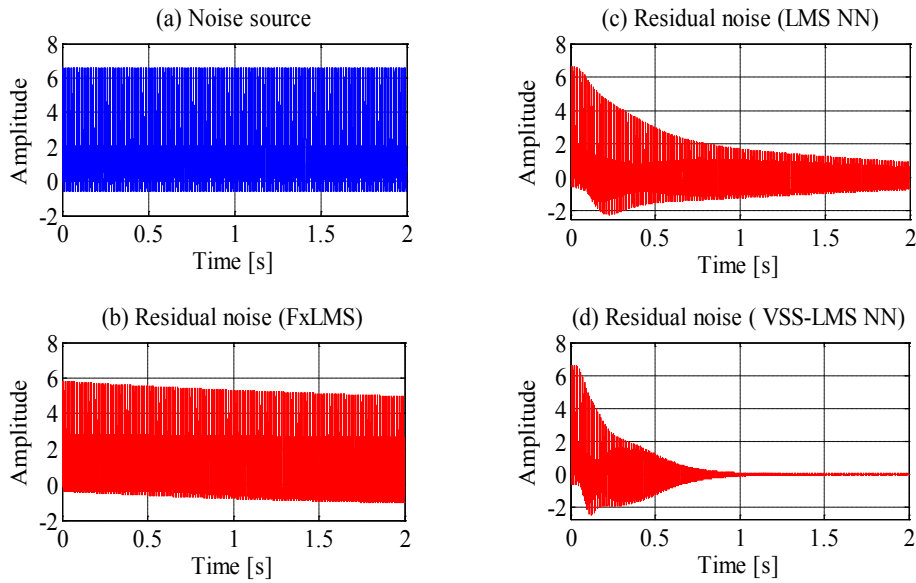 (a) Noise source
8
6
4
2
0
-2
Amplitude
0 0.5 1 1.5 2
Time [s]
(b) Residual noise (FxLMS)
8
6
4
2
0
-2
Amplitude
0 0.5 1 1.5 2
Time [s]
(c) Residual noise (LMS NN)
8
6
4
2
0
-2
Amplitude
0 0.5 1 1.5 2
Time [s]
(d) Residual noise ( VSS-LMS NN)
8
6
4
2
0
-2
Amplitude
0 0.5 1 1.5 2
Time [s]